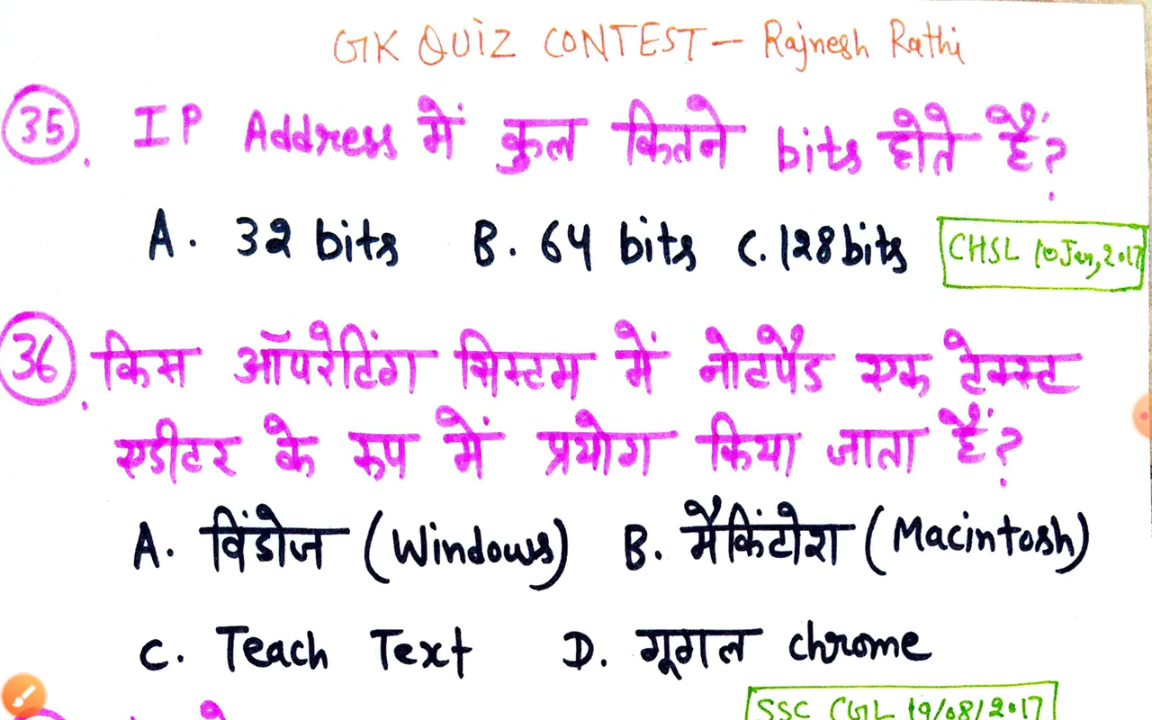 GK QUIZ CONTEST - Rajnesh Rathi
35. IP Address में कुल कितने bits होते हैं?
A. 32 bits B. 64 bits C. 128 bits CHSL 10 Jan, 2017
36. किस ऑपरेटिंग सिस्टम में नोटपैड एक टेक्स्ट
एडीटर के रूप में प्रयोग किया जाता है?
A. विंडोज (Windows) B. मैकिंटोश (Macintosh)
C. Teach Text D. गूगल chrome
SSC CGL 19/08/2017